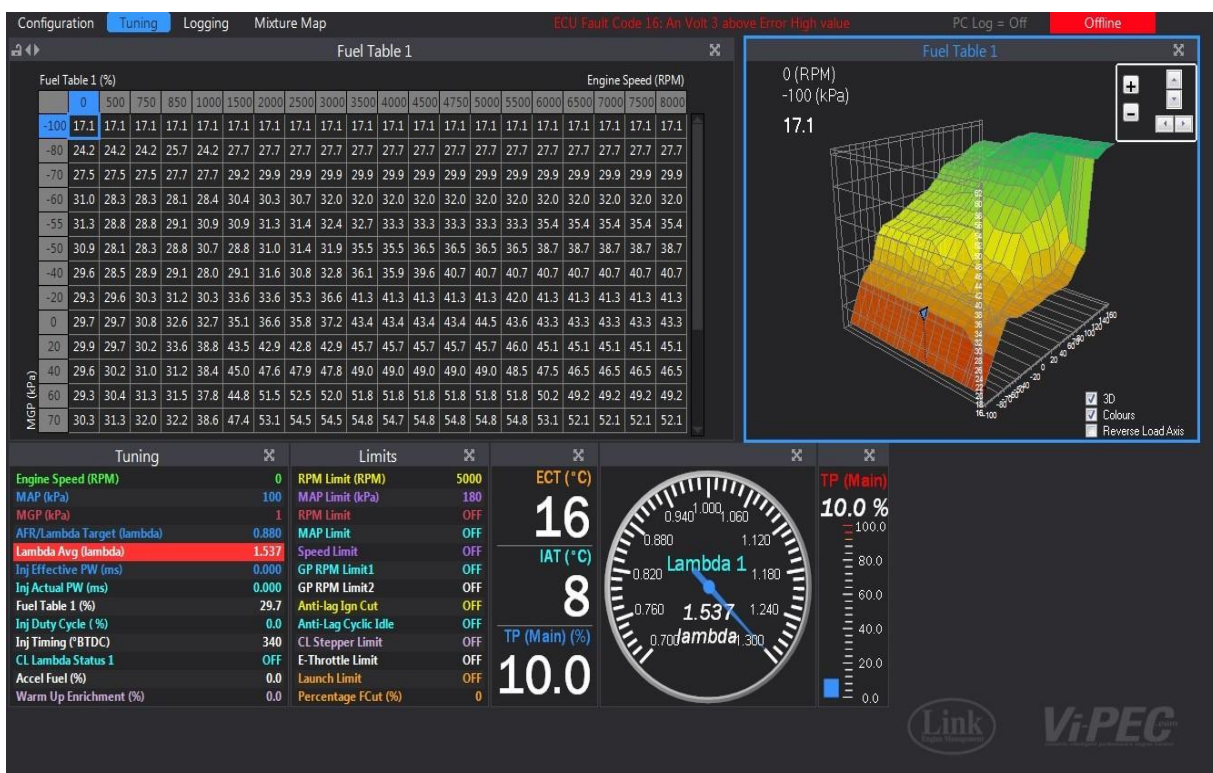 Configuration Tuning Logging Mixture Map ECU Fault Code 16: An Volt 3 above Error High value PC Log = Off Offline
Fuel Table 1
Fuel Table 1 (%) Engine Speed (RPM)
0 500 750 850 1000 1500 2000 2500 3000 3500 4000 4500 4750 5000 5500 6000 6500 7000 7500 8000
-100 17.1 17.1 17.1 17.1 17.1 17.1 17.1 17.1 17.1 17.1 17.1 17.1 17.1 17.1 17.1 17.1 17.1 17.1 17.1 17.1
-80 24.2 24.2 24.2 25.7 24.2 27.7 27.7 27.7 27.7 27.7 27.7 27.7 27.7 27.7 27.7 27.7 27.7 27.7 27.7 27.7
-70 27.5 27.5 27.5 27.7 27.7 29.2 29.9 29.9 29.9 29.9 29.9 29.9 29.9 29.9 29.9 29.9 29.9 29.9 29.9 29.9
-60 31.0 28.3 28.3 28.1 28.4 30.4 30.3 30.7 32.0 32.0 32.0 32.0 32.0 32.0 32.0 32.0 32.0 32.0 32.0 32.0
-55 31.3 28.8 28.8 29.1 30.9 30.9 31.3 31.4 32.4 32.7 33.3 33.3 33.3 33.3 33.3 35.4 35.4 35.4 35.4 35.4
-50 30.9 28.1 28.3 28.8 30.7 28.8 31.0 31.4 31.9 35.5 35.5 36.5 36.5 36.5 36.5 38.7 38.7 38.7 38.7 38.7
-40 29.6 28.5 28.9 29.1 28.0 29.1 31.6 30.8 32.8 36.1 35.9 39.6 40.7 40.7 40.7 40.7 40.7 40.7 40.7 40.7
-20 29.3 29.6 30.3 31.2 30.3 33.6 33.6 35.3 36.6 41.3 41.3 41.3 41.3 41.3 42.0 41.3 41.3 41.3 41.3 41.3
0 29.7 29.7 30.8 32.6 32.7 35.1 36.6 35.8 37.2 43.4 43.4 43.4 43.4 44.5 43.6 43.3 43.3 43.3 43.3 43.3
20 29.9 29.7 30.2 33.6 38.8 43.5 42.9 42.8 42.9 45.7 45.7 45.7 45.7 45.7 46.0 45.1 45.1 45.1 45.1 45.1
40 29.6 30.2 31.0 31.2 38.4 45.0 47.6 47.9 47.8 49.0 49.0 49.0 49.0 49.0 48.5 47.5 46.5 46.5 46.5 46.5
60 29.3 30.4 31.3 31.5 37.8 44.8 51.5 52.5 52.0 51.8 51.8 51.8 51.8 51.8 51.8 50.2 49.2 49.2 49.2 49.2
70 30.3 31.3 32.0 32.2 38.6 47.4 53.1 54.5 54.5 54.8 54.7 54.8 54.8 54.8 54.8 53.1 52.1 52.1 52.1 52.1
MGP (kPa)
Fuel Table 1
0 (RPM)
-100 (kPa)
17.1
3D
Colours
Reverse Load Axis
Tuning
Engine Speed (RPM) 0
MAP (kPa) 100
MGP (kPa) 1
AFR/Lambda Target (lambda) 0.880
Lambda Avg (lambda) 1.537
Inj Effective PW (ms) 0.000
Inj Actual PW (ms) 0.000
Fuel Table 1 (%) 29.7
Inj Duty Cycle (%) 0.0
Inj Timing (°BTDC) 340
CL Lambda Status 1 OFF
Accel Fuel (%) 0.0
Warm Up Enrichment (%) 0.0
Limits
RPM Limit (RPM) 5000
MAP Limit (kPa) 180
RPM Limit OFF
MAP Limit OFF
Speed Limit OFF
GP RPM Limit1 OFF
GP RPM Limit2 OFF
Anti-lag Ign Cut OFF
Anti-Lag Cyclic Idle OFF
CL Stepper Limit OFF
E-Throttle Limit OFF
Launch Limit OFF
Percentage FCut (%) 0
ECT (°C)
16
IAT (°C)
8
TP (Main) (%)
10.0
0.940 1.000 1.060
0.880 1.120
Lambda 1
0.820 1.180
0.760 1.537 1.240
0.700 lambda 1.300
TP (Main)
10.0 %
100.0
80.0
60.0
40.0
20.0
0.0
Link
Engine Management
Vi-PEC.com